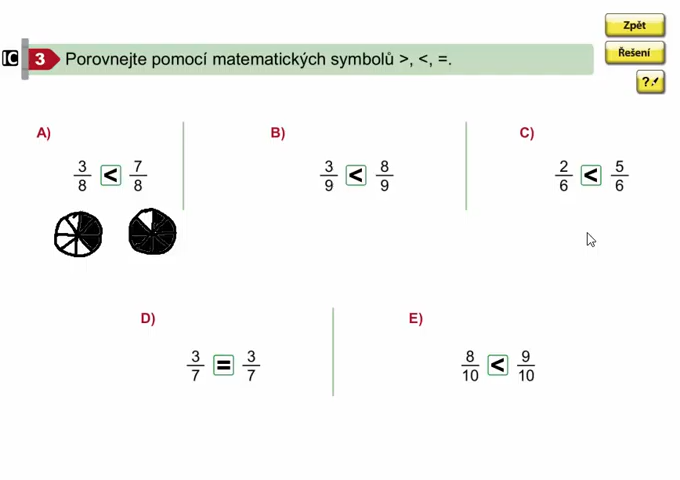 Zpět
IC 3 Porovnejte pomocí matematických symbolů >, <, =.
Řešení
?
A) B) C)
3/8 < 7/8 3/9 < 8/9 2/6 < 5/6
D) E)
3/7 = 3/7 8/10 < 9/10